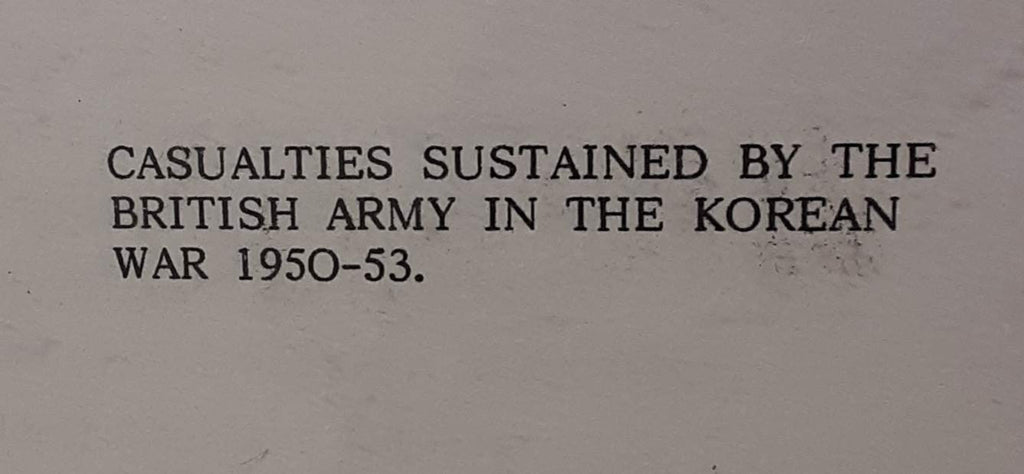 CASUALTIES SUSTAINED BY THE
BRITISH ARMY IN THE KOREAN
WAR 1950-53.